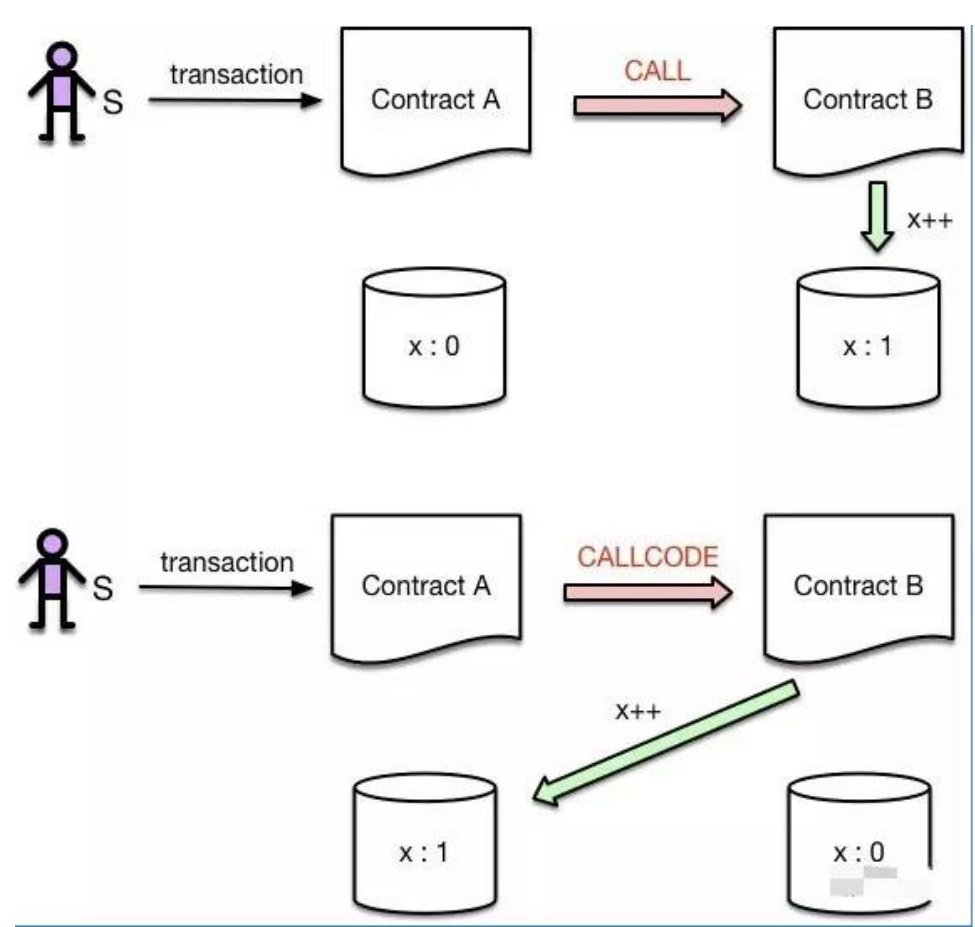 transaction
S
Contract A
CALL
Contract B
x++
x : 0
x : 1
transaction
S
Contract A
CALLCODE
Contract B
x++
x : 1
x : 0